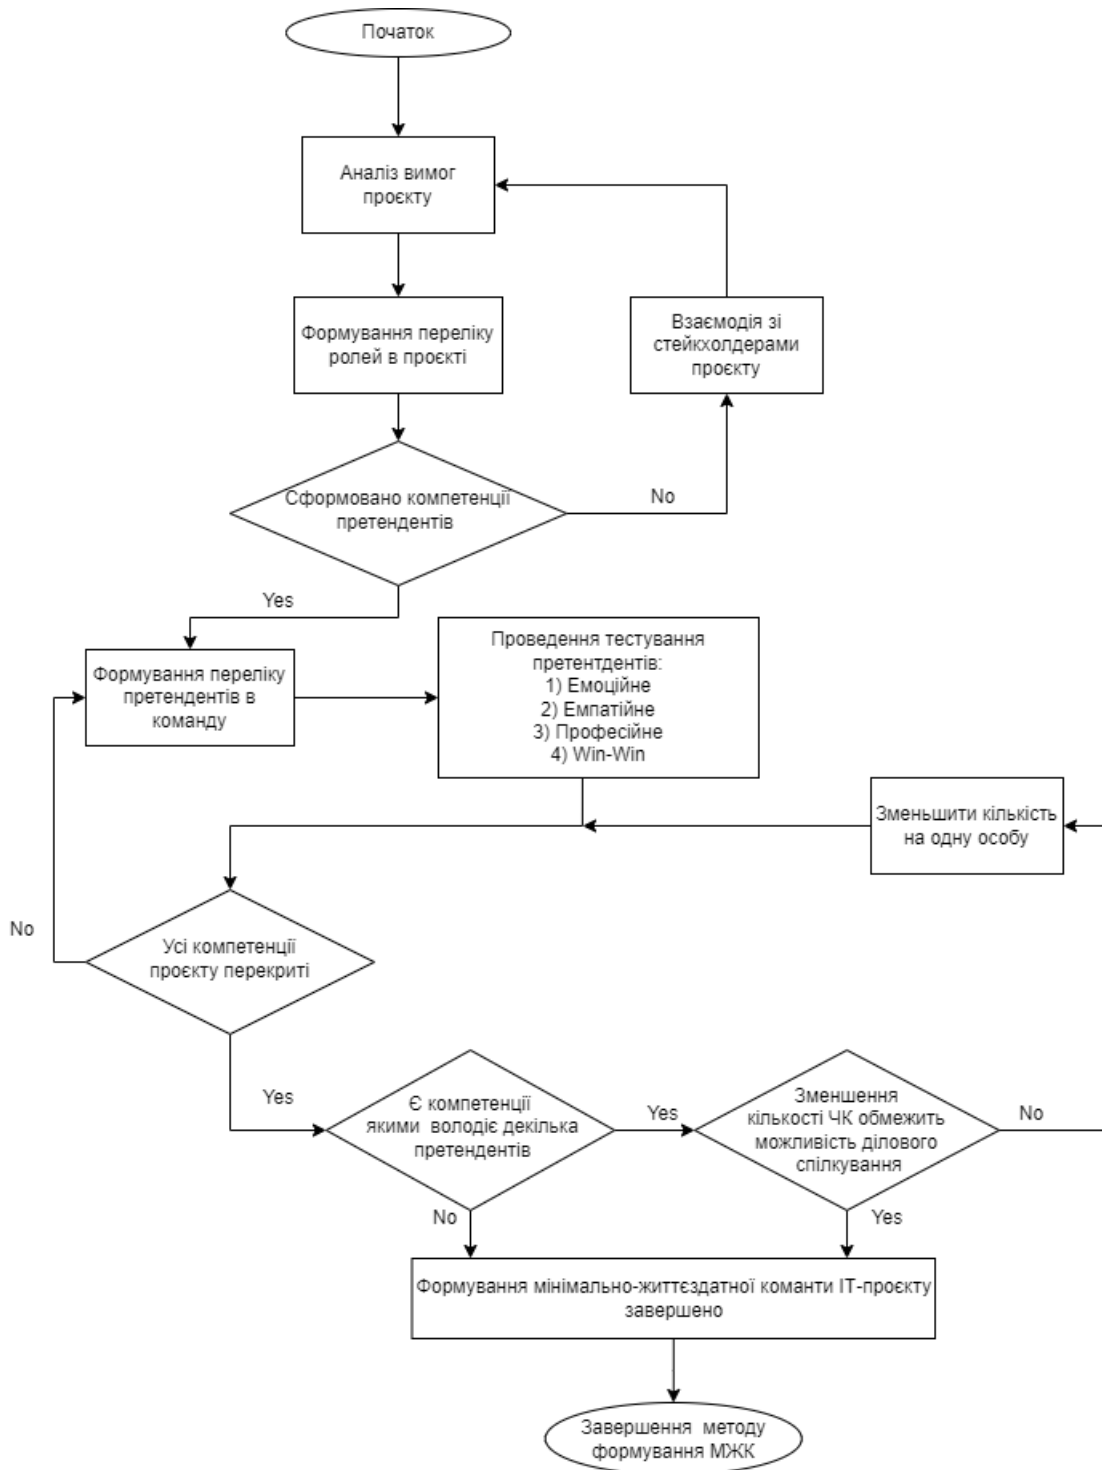 Початок
Аналіз вимог
проєкту
Формування переліку
ролей в проєкті
Взаємодія зі
стейкхолдерами
проєкту
Сформовано компетенції
претендентів
No
Yes
Формування переліку
претендентів в
команду
Проведення тестування
претентдентів:
1) Емоційне
2) Емпатійне
3) Професійне
4) Win-Win
Зменьшити кількість
на одну особу
No
Усі компетенції
проєкту перекриті
Yes
Є компетенції
якими володіє декілька
претендентів
Yes
Зменшення
кількості ЧК обмежить
можливість ділового
спілкування
No
No
Yes
Формування мінімально-життєздатної команти ІТ-проєкту
завершено
Завершення методу
формування МЖК